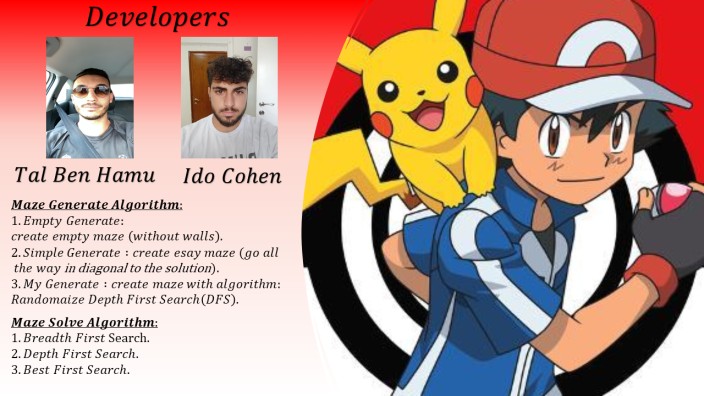 Developers
Tal Ben Hamu
Ido Cohen
Maze Generate Algorithm:
1. Empty Generate:
create empty maze (without walls).
2. Simple Generate : create esay maze (go all
the way in diagonal to the solution).
3. My Generate : create maze with algorithm:
Randomaize Depth First Search(DFS).
Maze Solve Algorithm:
1. Breadth First Search.
2. Depth First Search.
3. Best First Search.